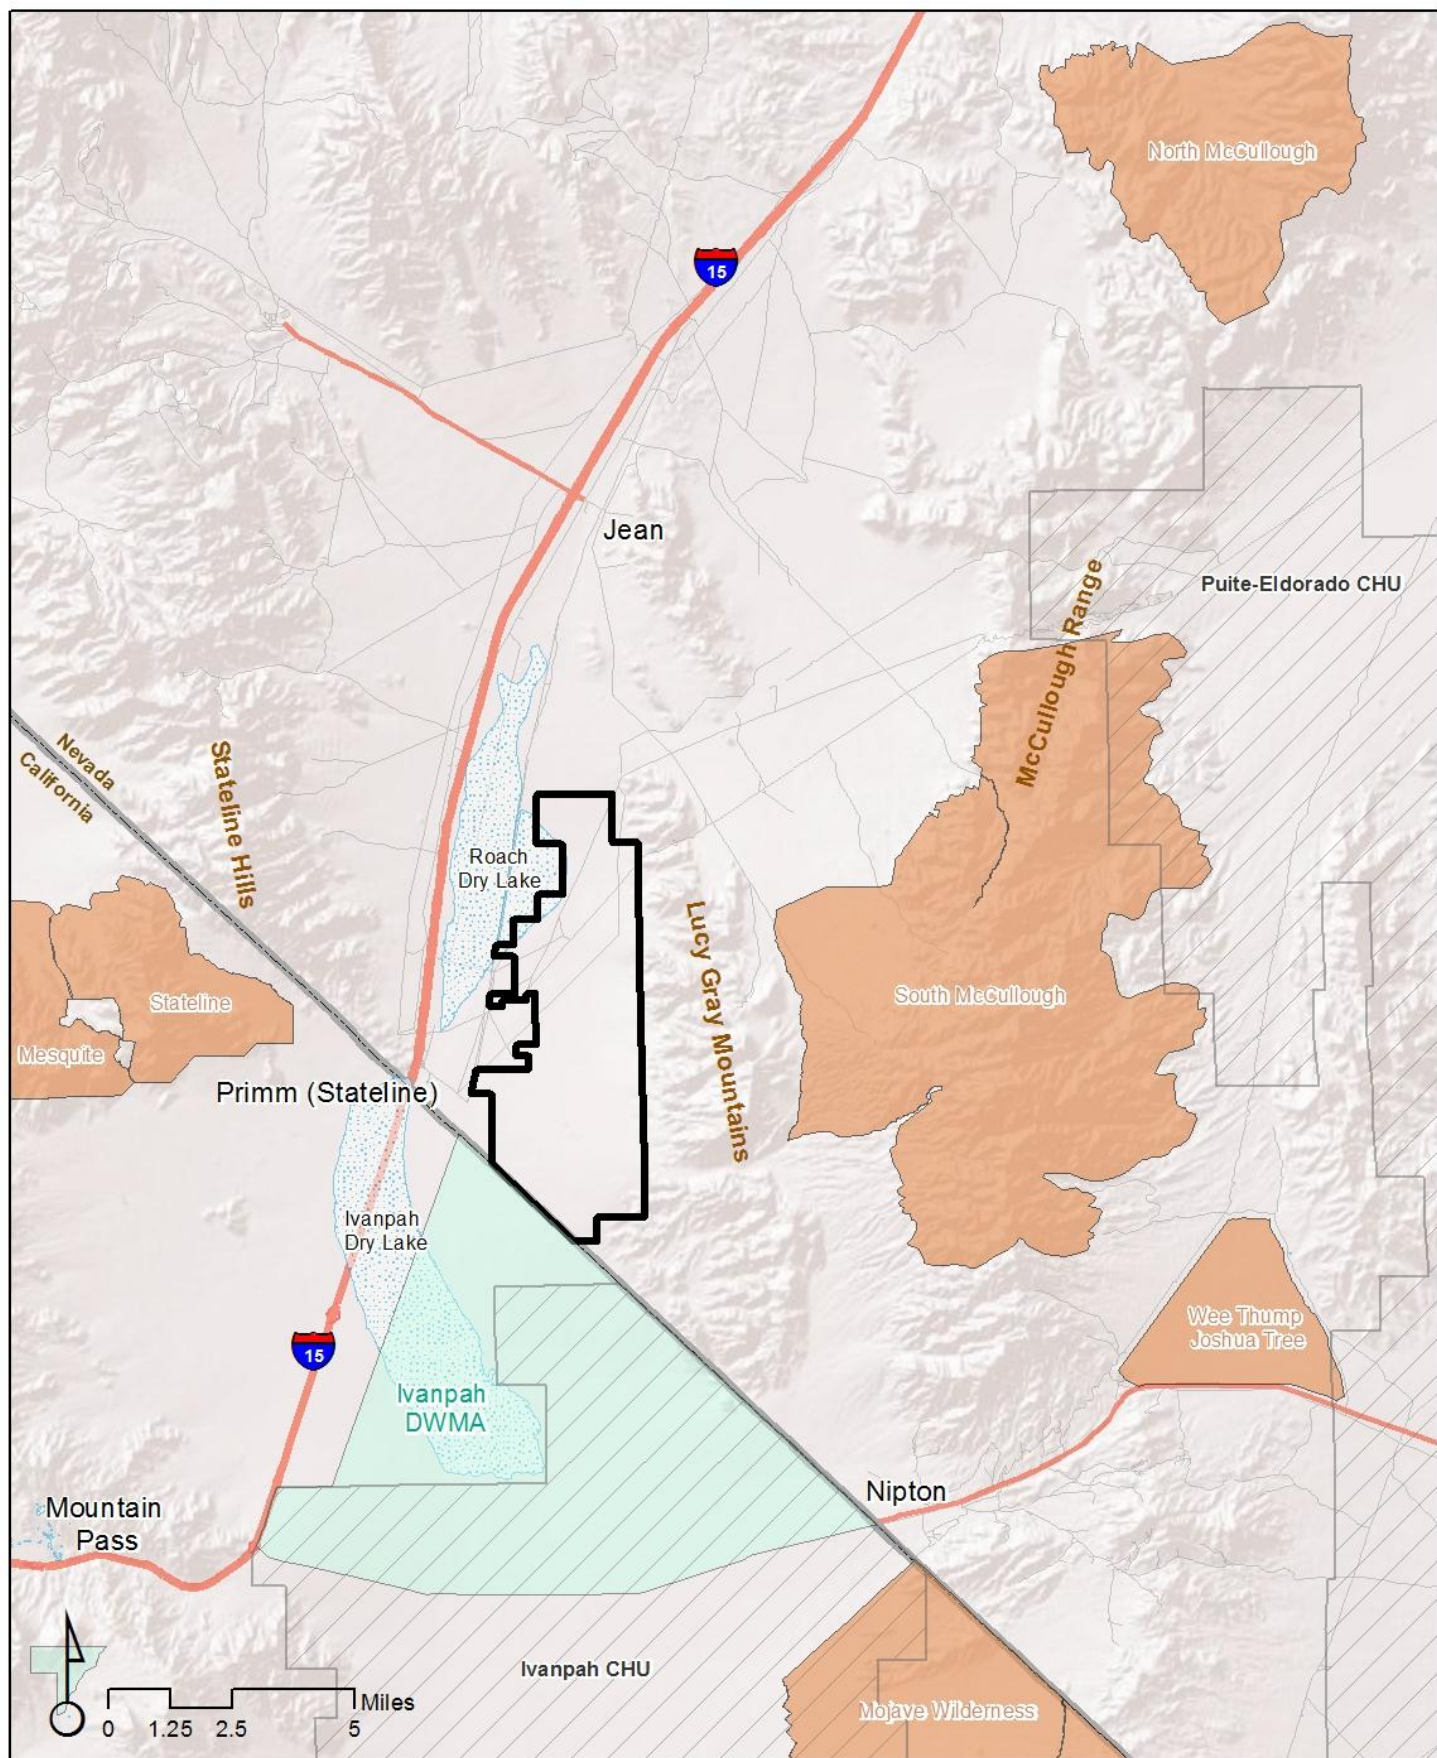 North McCullough
15
Jean
Puite-Eldorado CHU
McCullough Range
Nevada
California
Stateline Hills
Roach
Dry Lake
Lucy Gray Mountains
South McCullough
Stateline
Mesquite
Primm (Stateline)
Ivanpah
Dry Lake
Wee Thump
Joshua Tree
15
Ivanpah
DWMA
Nipton
Mountain
Pass
Ivanpah CHU
Mojave Wilderness
Miles
0 1.25 2.5 5